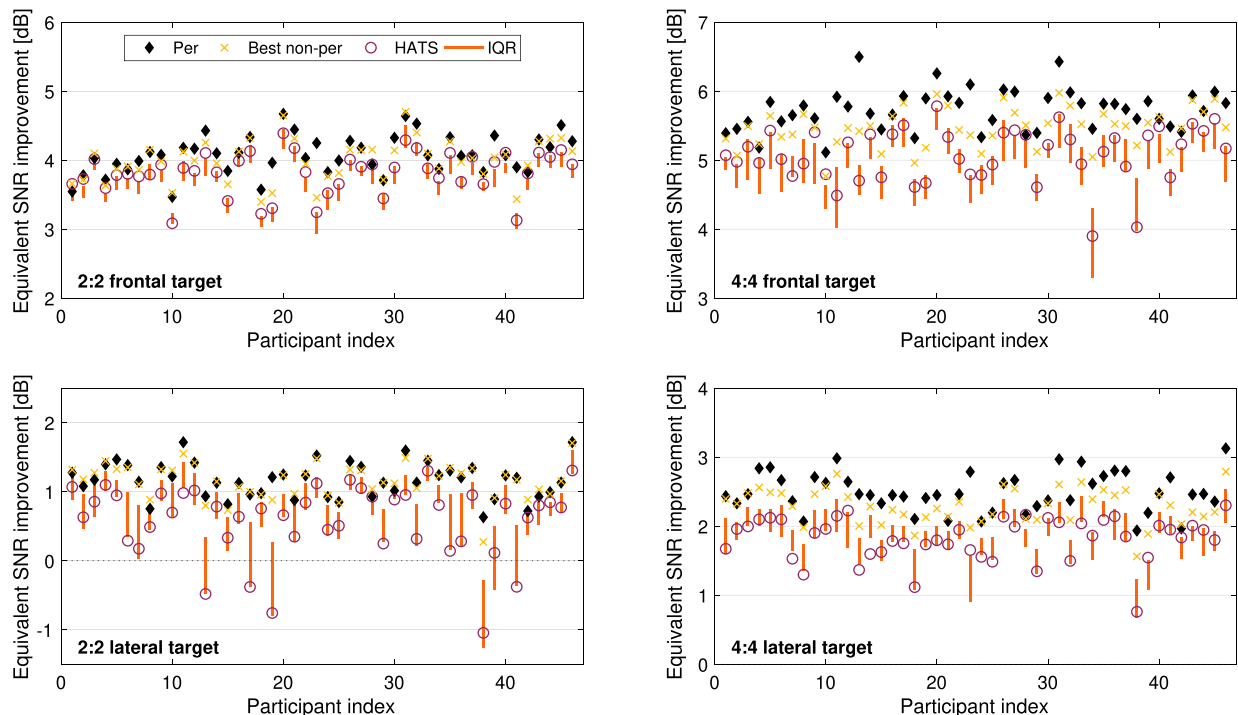 Equivalent SNR improvement [dB]
6
5
4
3
2
Per Best non-per HATS IQR
2:2 frontal target
0 10 20 30 40
Participant index
Equivalent SNR improvement [dB]
7
6
5
4
3
4:4 frontal target
0 10 20 30 40
Participant index
Equivalent SNR improvement [dB]
2
1
0
-1
2:2 lateral target
0 10 20 30 40
Participant index
Equivalent SNR improvement [dB]
4
3
2
1
0
4:4 lateral target
0 10 20 30 40
Participant index